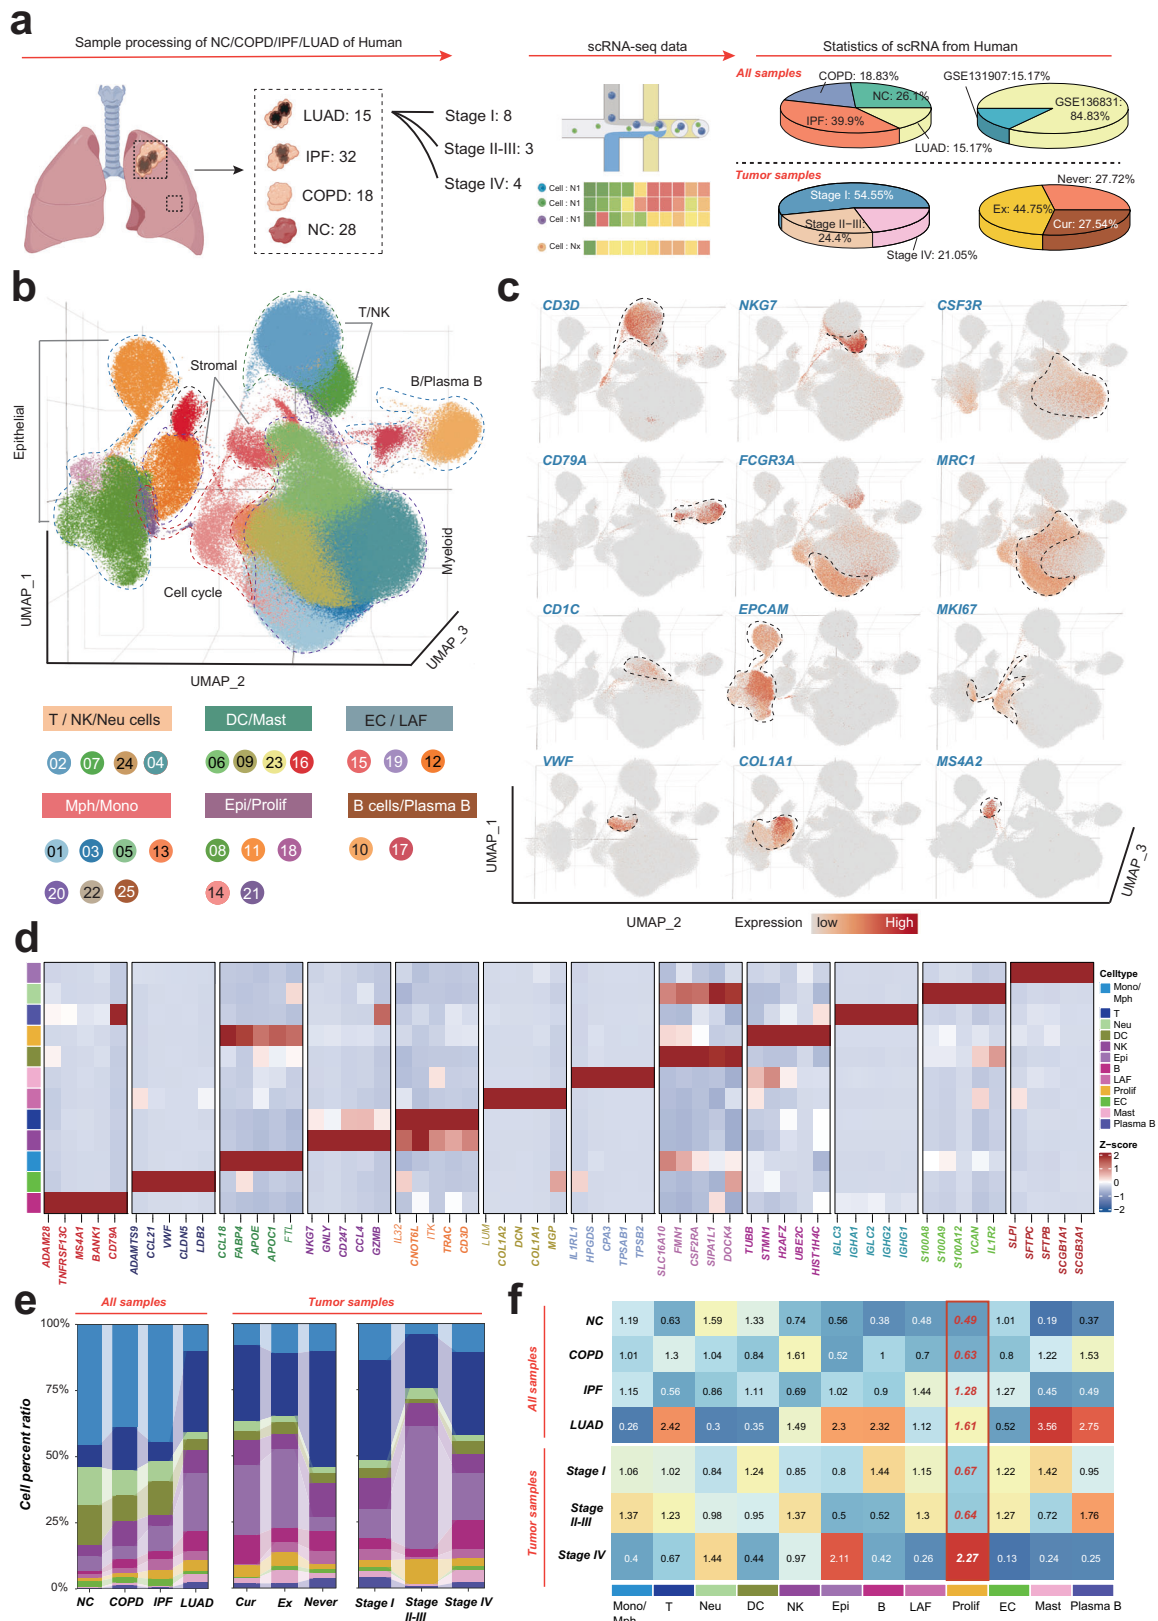 a
Sample processing of NC/COPD/IPF/LUAD of Human
scRNA-seq data
Statistics of scRNA from Human
LUAD: 15
IPF: 32
COPD: 18
NC: 28
Stage I: 8
Stage II-III: 3
Stage IV: 4
Cell : N1
Cell : N1
Cell : N1
Cell : Nx
All samples
COPD: 18.83%
NC: 26.1%
IPF: 39.9%
LUAD: 15.17%
GSE131907:15.17%
GSE136831:
84.83%
Tumor samples
Stage I: 54.55%
Stage II−III:
24.4%
Stage IV: 21.05%
Never: 27.72%
Ex: 44.75%
Cur: 27.54%
b
T/NK
Stromal
B/Plasma B
Epithelial
Myeloid
Cell cycle
UMAP_1
UMAP_2
UMAP_3
T / NK/Neu cells
DC/Mast
EC / LAF
02 07 24 04
06 09 23 16
15 19 12
Mph/Mono
Epi/Prolif
B cells/Plasma B
01 03 05 13
08 11 18
10 17
20 22 25
14 21
c
CD3D
NKG7
CSF3R
CD79A
FCGR3A
MRC1
CD1C
EPCAM
MKI67
VWF
COL1A1
MS4A2
UMAP_1
UMAP_2
UMAP_3
Expression
low
High
d
ADAM28
TNFRSF13C
MS4A1
BANK1
CD79A
ADAMTS9
CCL21
VWF
CLDN5
LDB2
CCL18
FABP4
APOE
APOC1
FTL
NKG7
GNLY
CD247
CCL4
GZMB
IL32
CNOT6L
ITK
TRAC
CD3D
LUM
COL1A2
DCN
COL1A1
MGP
IL1RL1
HPGDS
CPA3
TPSAB1
TPSB2
SLC16A10
FMN1
CSF2RA
SIPA1L1
DOCK4
TUBB
STMN1
H2AFZ
UBE2C
HIST1H4C
IGLC3
IGHA1
IGLC2
IGHG2
IGHG1
S100A8
S100A9
S100A12
VCAN
IL1R2
SLPI
SFTPC
SFTPB
SCGB1A1
SCGB3A1
Celltype
Mono/
Mph
T
Neu
DC
NK
Epi
B
LAF
Prolif
EC
Mast
Plasma B
Z−score
2
1
0
−1
−2
e
All samples
Tumor samples
Cell percent ratio
100%
75%
50%
25%
0%
NC COPD IPF LUAD
Cur Ex Never
Stage I
Stage
II-III
Stage IV
f
All samples
NC 1.19 0.63 1.59 1.33 0.74 0.56 0.38 0.48 0.49 1.01 0.19 0.37
COPD 1.01 1.3 1.04 0.84 1.61 0.52 1 0.7 0.63 0.8 1.22 1.53
IPF 1.15 0.56 0.86 1.11 0.69 1.02 0.9 1.44 1.28 1.27 0.45 0.49
LUAD 0.26 2.42 0.3 0.35 1.49 2.3 2.32 1.12 1.61 0.52 3.56 2.75
Tumor samples
Stage I 1.06 1.02 0.84 1.24 0.85 0.8 1.44 1.15 0.67 1.22 1.42 0.95
Stage
II-III 1.37 1.23 0.98 0.95 1.37 0.5 0.52 1.3 0.64 1.27 0.72 1.76
Stage IV 0.4 0.67 1.44 0.44 0.97 2.11 0.42 0.26 2.27 0.13 0.24 0.25
Mono/
Mph
T Neu DC NK Epi B LAF Prolif EC Mast Plasma B